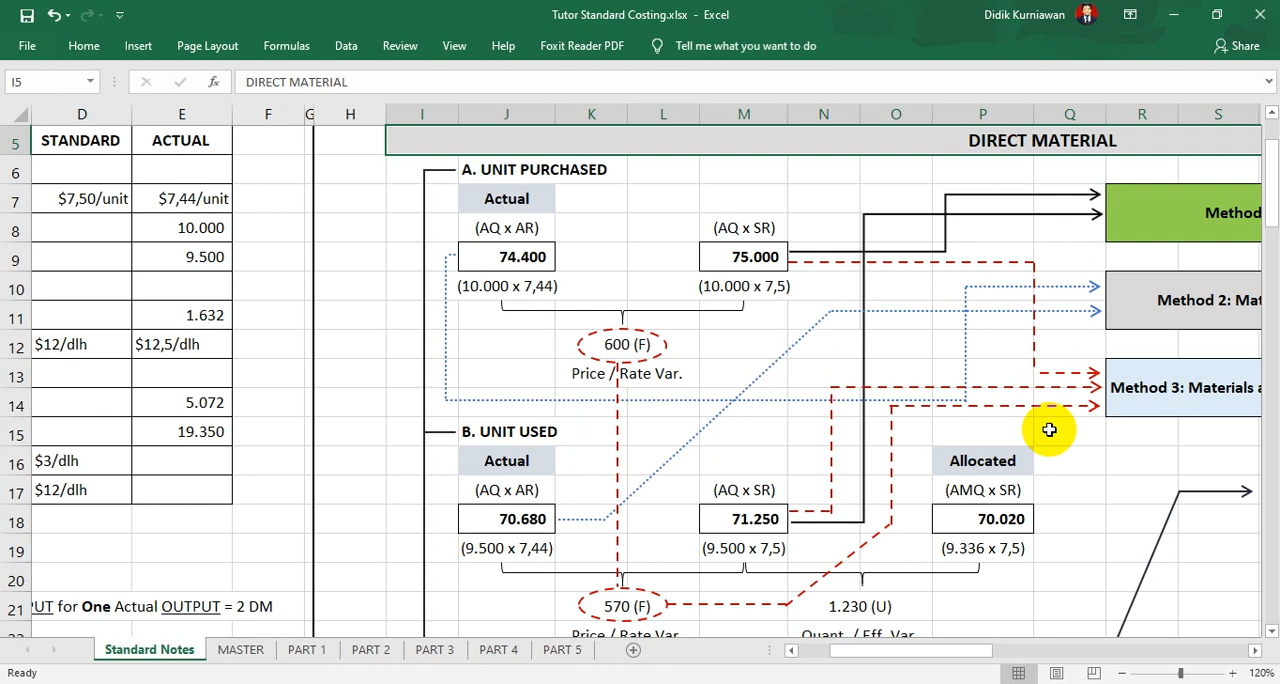 Tutor Standard Costing.xlsx - Excel
Didik Kurniawan
File Home Insert Page Layout Formulas Data Review View Help Foxit Reader PDF Tell me what you want to do Share
I5 fx DIRECT MATERIAL
D E F G H I J K L M N O P Q R S
5 STANDARD ACTUAL DIRECT MATERIAL
6 A. UNIT PURCHASED
7 $7,50/unit $7,44/unit Actual
8 10.000 (AQ x AR) (AQ x SR) Method
9 9.500 74.400 75.000
10 (10.000 x 7,44) (10.000 x 7,5) Method 2: Mat
11 1.632
12 $12/dlh $12,5/dlh 600 (F)
13 Price / Rate Var. Method 3: Materials a
14 5.072
15 19.350 B. UNIT USED
16 $3/dlh Actual Allocated
17 $12/dlh (AQ x AR) (AQ x SR) (AMQ x SR)
18 70.680 71.250 70.020
19 (9.500 x 7,44) (9.500 x 7,5) (9.336 x 7,5)
20
21 PUT for One Actual OUTPUT = 2 DM 570 (F) 1.230 (U)
Price / Rate Var. Quant. / Eff. Var.
Standard Notes MASTER PART 1 PART 2 PART 3 PART 4 PART 5
Ready 120%